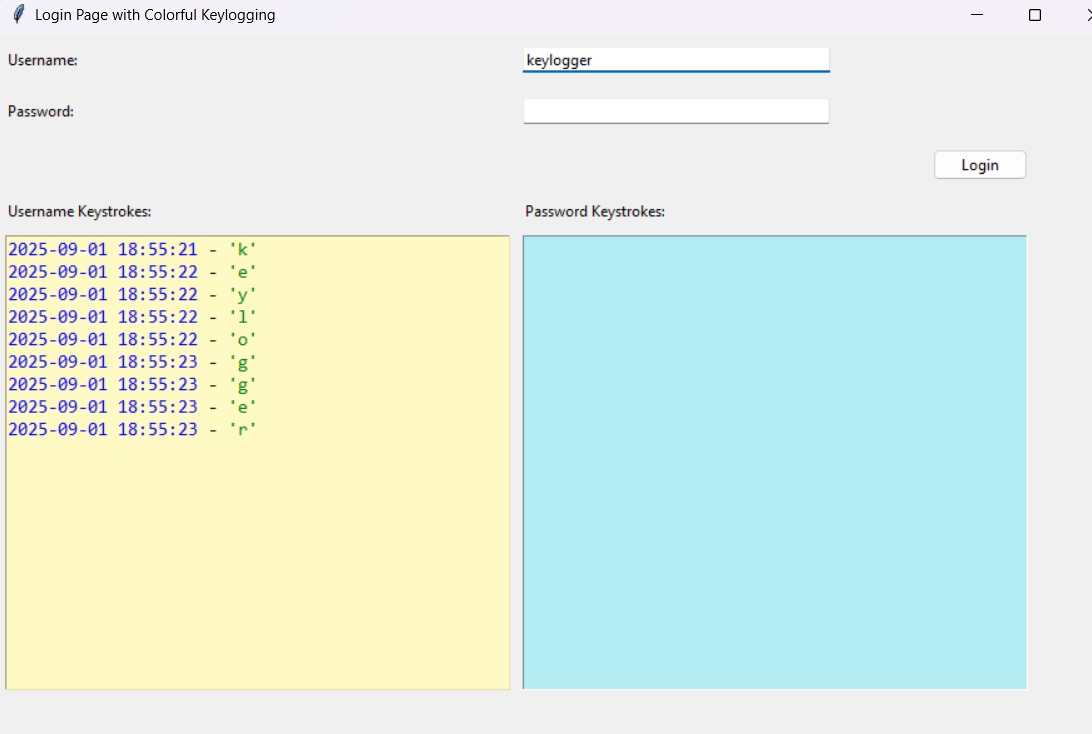 Login Page with Colorful Keylogging
Username:
keylogger
Password:
Login
Username Keystrokes:
Password Keystrokes:
2025-09-01 18:55:21 - 'k'
2025-09-01 18:55:22 - 'e'
2025-09-01 18:55:22 - 'y'
2025-09-01 18:55:22 - 'l'
2025-09-01 18:55:22 - 'o'
2025-09-01 18:55:23 - 'g'
2025-09-01 18:55:23 - 'g'
2025-09-01 18:55:23 - 'e'
2025-09-01 18:55:23 - 'r'